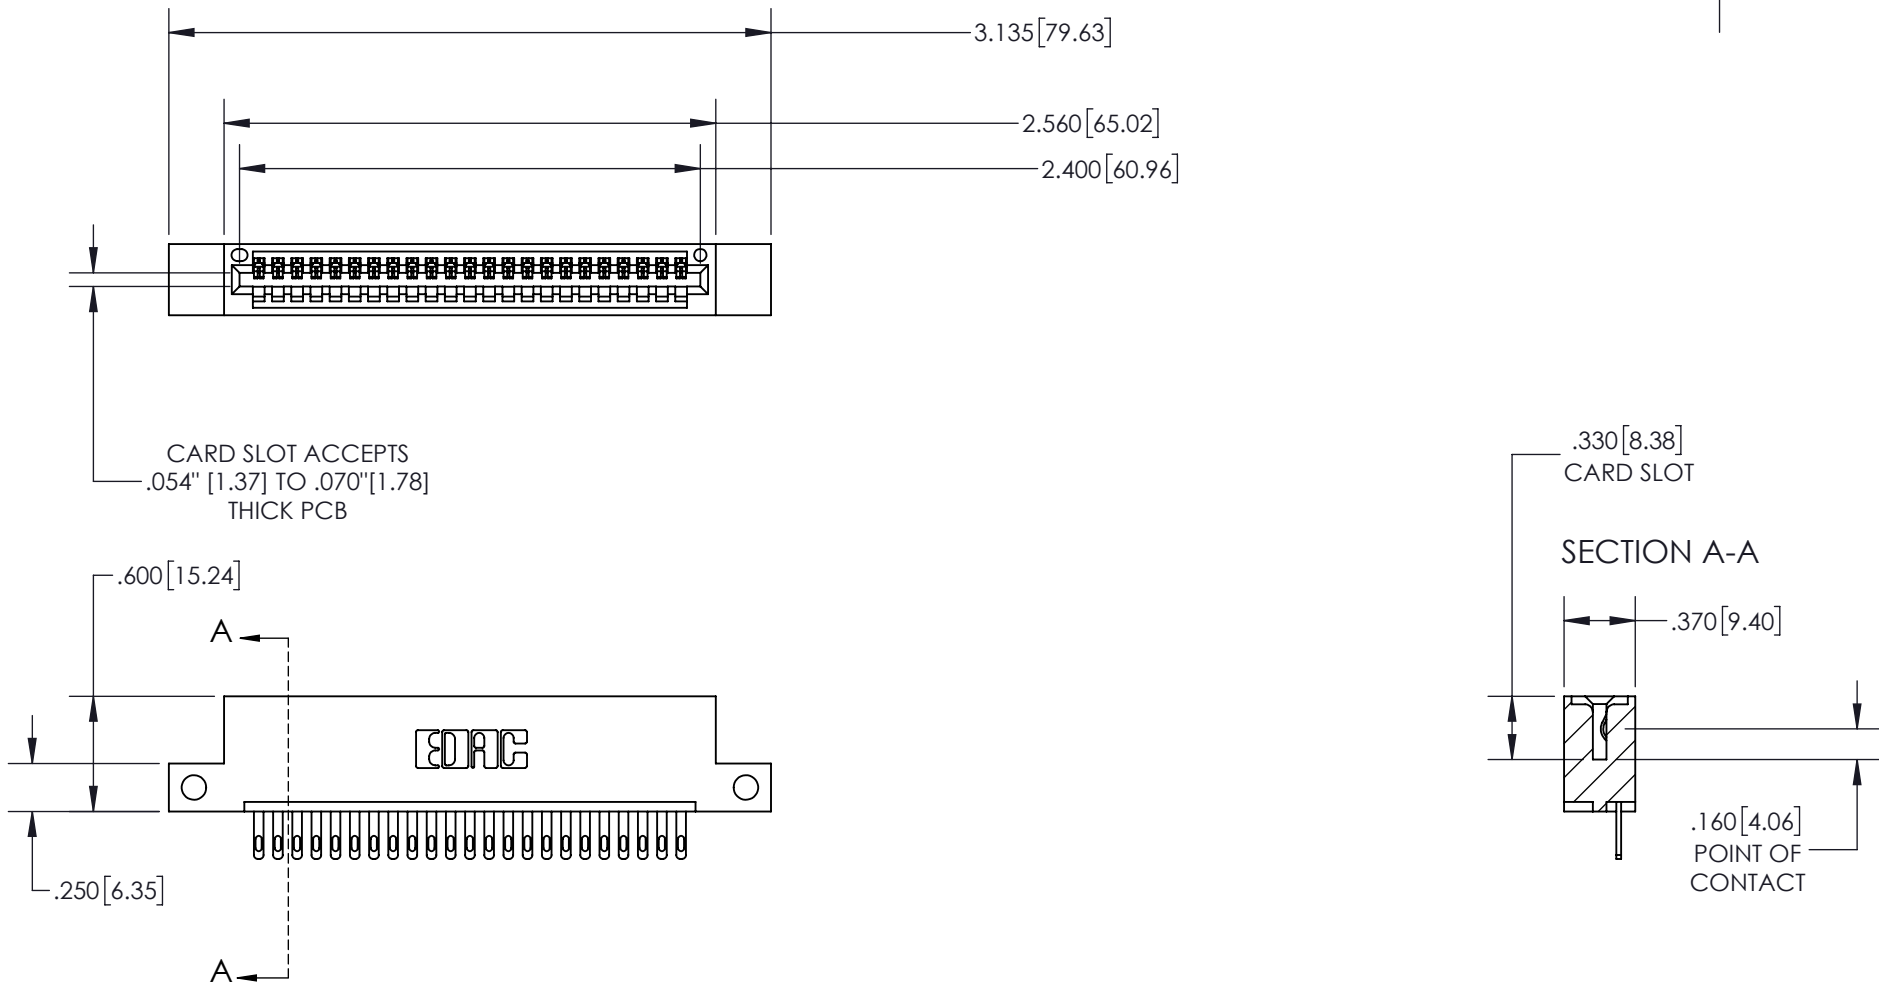 3.135[79.63]
2.560[65.02]
2.400[60.96]
CARD SLOT ACCEPTS
.054" [1.37] TO .070"[1.78]
THICK PCB
.330[8.38]
CARD SLOT
SECTION A-A
.600[15.24]
A
.370[9.40]
EDAC
.160[4.06]
POINT OF
CONTACT
.250[6.35]
A